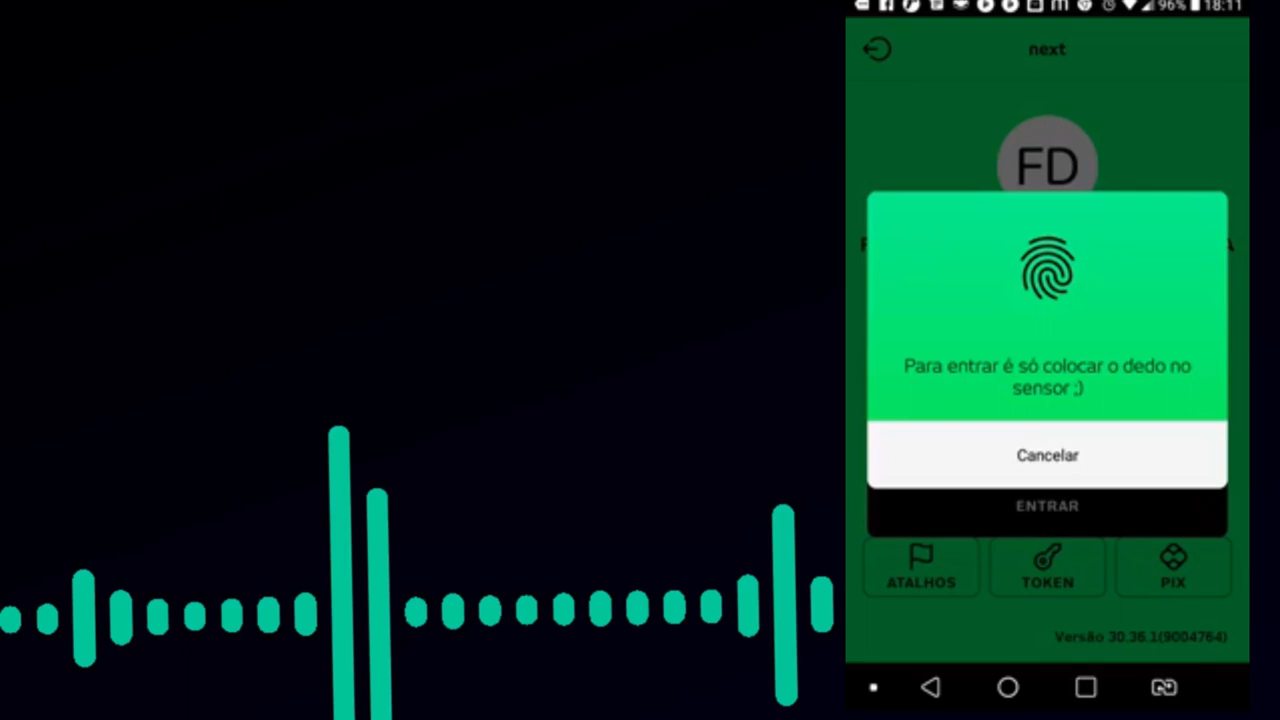 96% 18:11
next
FD
Para entrar é só colocar o dedo no
sensor ;)
Cancelar
ENTRAR
ATALHOS
TOKEN
PIX
Versão 30.36.1(9004764)